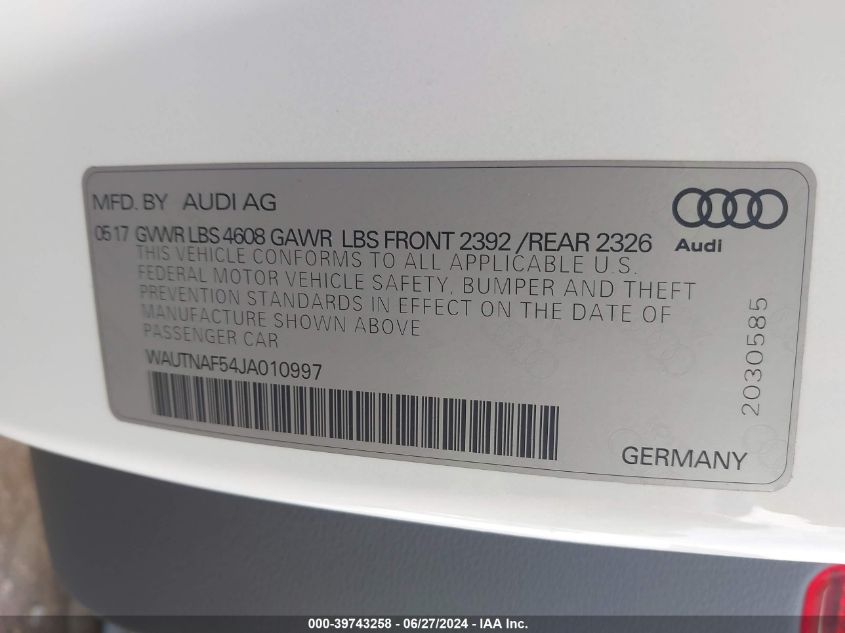 MFD. BY AUDI AG
0517 GVWR LBS 4608 GAWR LBS FRONT 2392 /REAR 2326
THIS VEHICLE CONFORMS TO ALL APPLICABLE U.S.
FEDERAL MOTOR VEHICLE SAFETY, BUMPER AND THEFT
PREVENTION STANDARDS IN EFFECT ON THE DATE OF
MANUFACTURE SHOWN ABOVE
PASSENGER CAR
WAUTNAF54JA010997
Audi
2030585
GERMANY
000-39743258 - 06/27/2024 - IAA Inc.